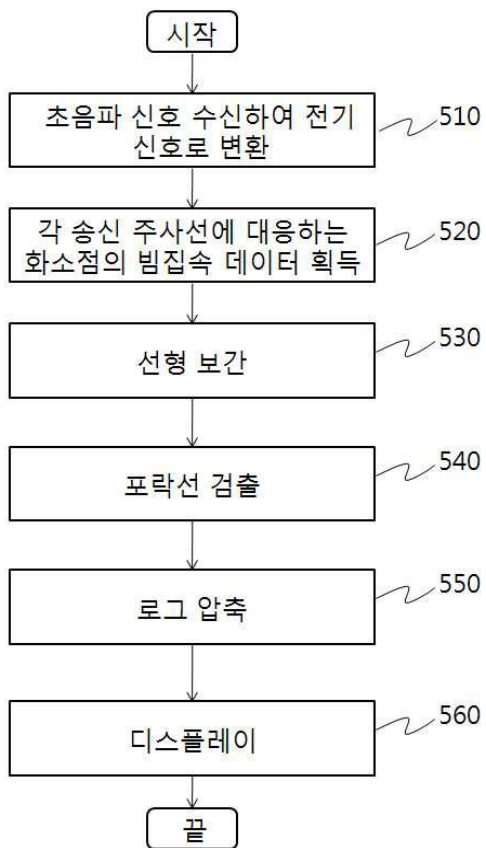 시작
초음파 신호 수신하여 전기
신호로 변환
510
각 송신 주사선에 대응하는
화소점의 빔집속 데이터 획득
520
선형 보간
530
포락선 검출
540
로그 압축
550
디스플레이
560
끝